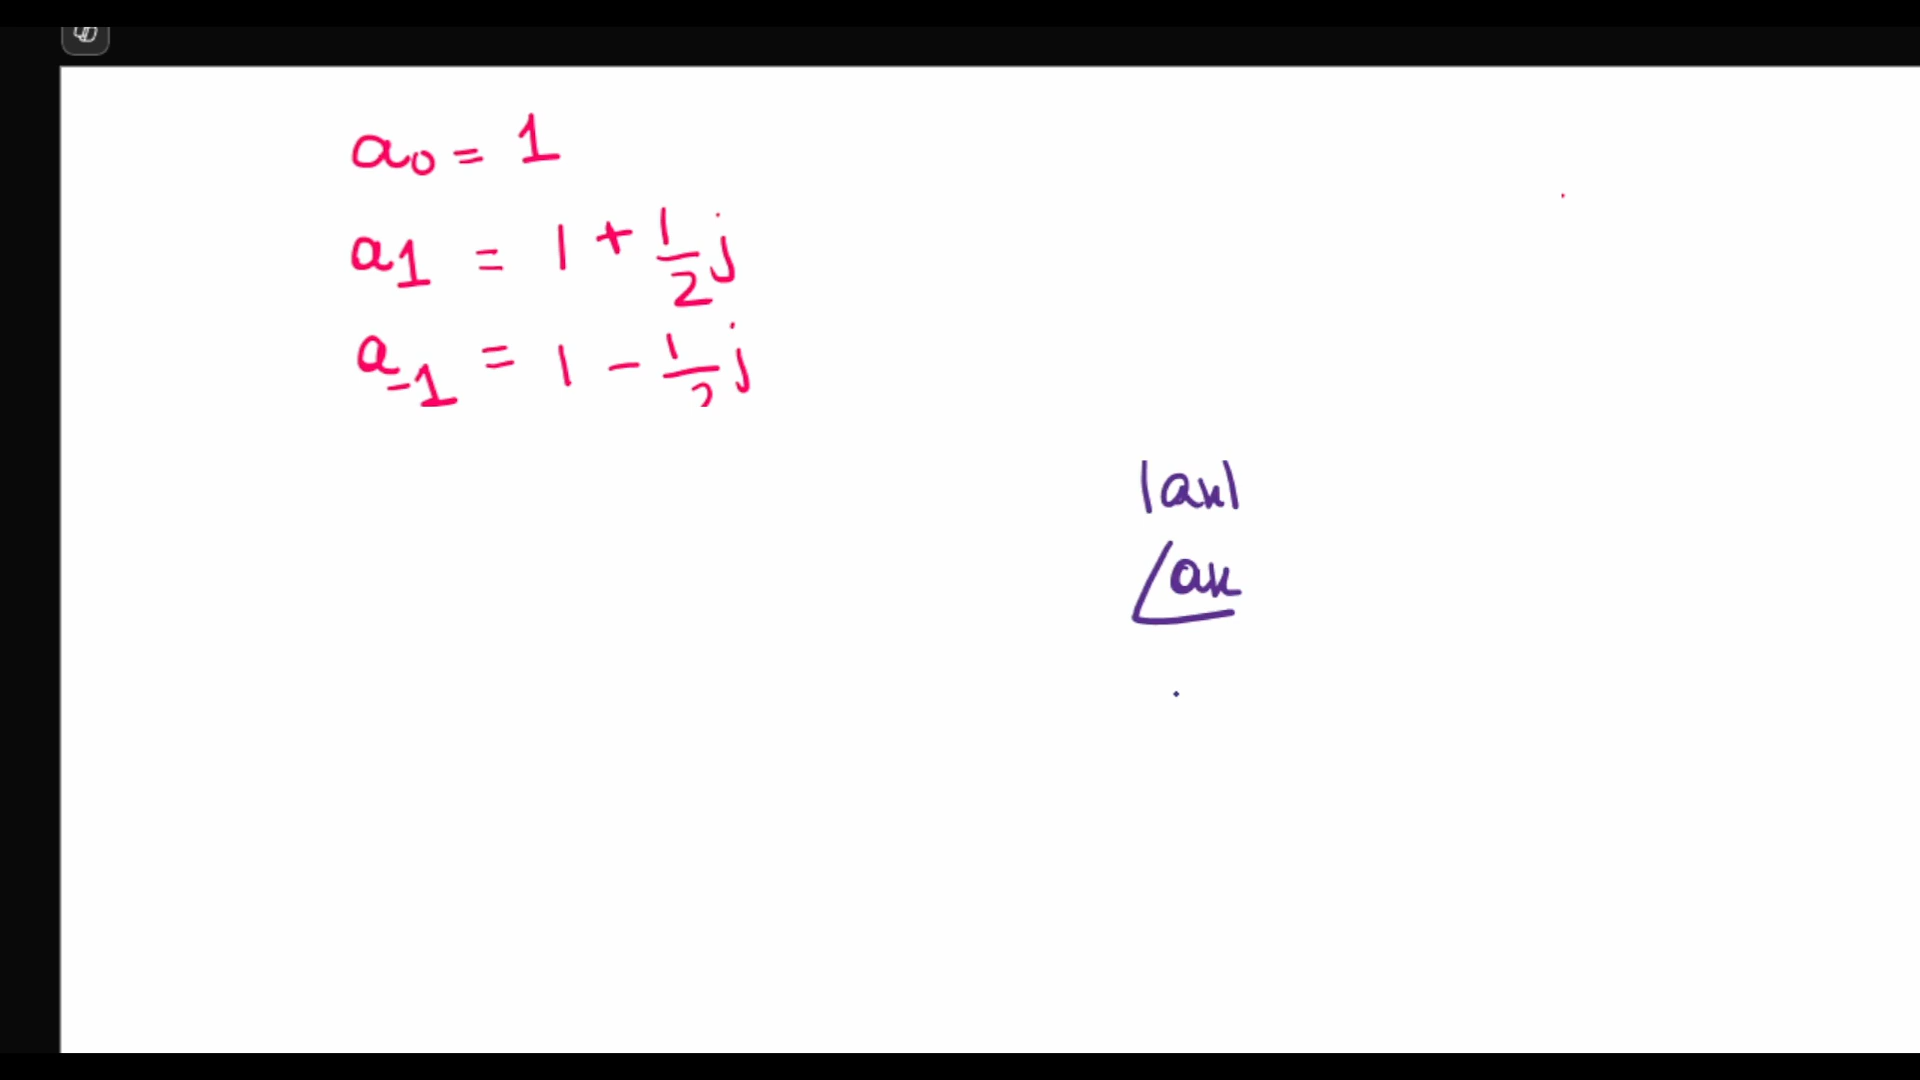 a₀ = 1
a₁ = 1 + 1/2 j
a₋₁ = 1 - 1/2 j
|aₖ|
∠aₖ